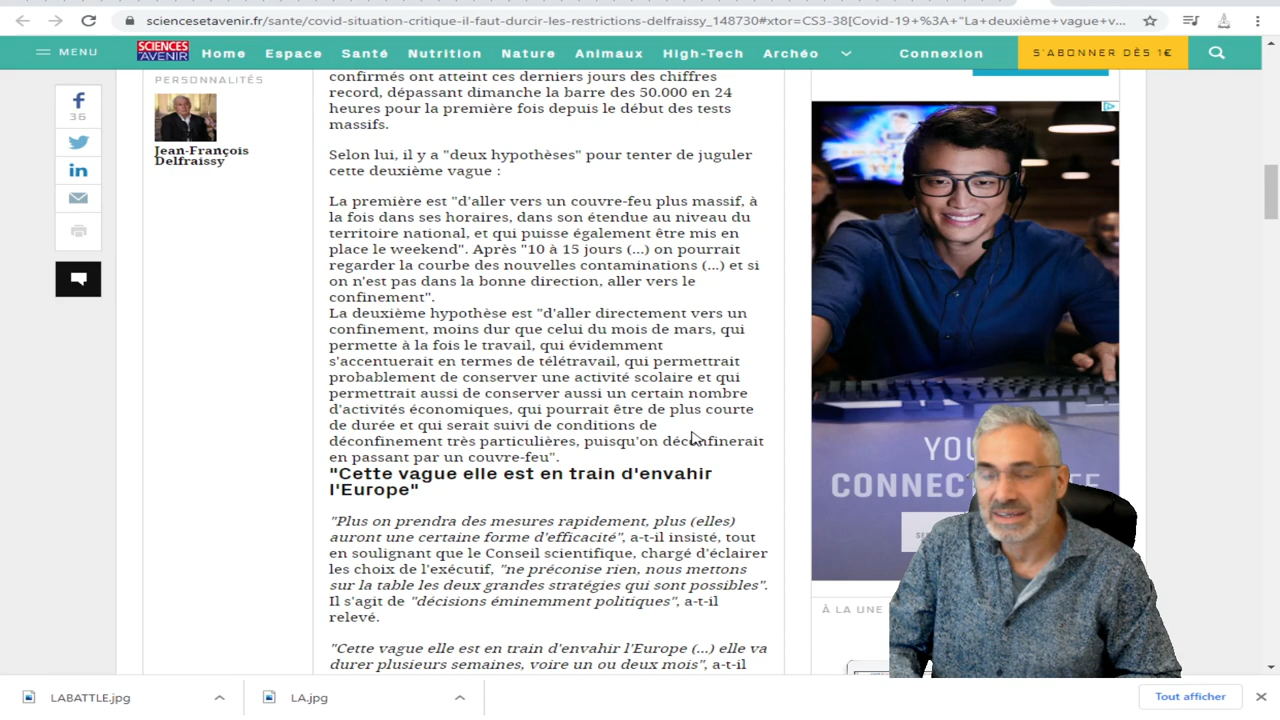 sciencesetavenir.fr/sante/covid-situation-critique-il-faut-durcir-les-restrictions-delfraissy_148730#xtor=CS3-38[Covid-19+%3A+"La+deuxième+vague+v...
MENU
SCIENCES
AVENIR
Home
Espace
Santé
Nutrition
Nature
Animaux
High-Tech
Archéo
Connexion
S'ABONNER DÈS 1€
36
PERSONNALITÉS
Jean-François
Delfraissy
confirmés ont atteint ces derniers jours des chiffres
record, dépassant dimanche la barre des 50.000 en 24
heures pour la première fois depuis le début des tests
massifs.
Selon lui, il y a "deux hypothèses" pour tenter de juguler
cette deuxième vague :
La première est "d'aller vers un couvre-feu plus massif, à
la fois dans ses horaires, dans son étendue au niveau du
territoire national, et qui puisse également être mis en
place le weekend". Après "10 à 15 jours (...) on pourrait
regarder la courbe des nouvelles contaminations (...) et si
on n'est pas dans la bonne direction, aller vers le
confinement".
La deuxième hypothèse est "d'aller directement vers un
confinement, moins dur que celui du mois de mars, qui
permette à la fois le travail, qui évidemment
s'accentuerait en termes de télétravail, qui permettrait
probablement de conserver une activité scolaire et qui
permettrait aussi de conserver aussi un certain nombre
d'activités économiques, qui pourrait être de plus courte
de durée et qui serait suivi de conditions de
déconfinement très particulières, puisqu'on déconfinerait
en passant par un couvre-feu".
"Cette vague elle est en train d'envahir
l'Europe"
"Plus on prendra des mesures rapidement, plus (elles)
auront une certaine forme d'efficacité", a-t-il insisté, tout
en soulignant que le Conseil scientifique, chargé d'éclairer
les choix de l'exécutif, "ne préconise rien, nous mettons
sur la table les deux grandes stratégies qui sont possibles".
Il s'agit de "décisions éminemment politiques", a-t-il
relevé.
"Cette vague elle est en train d'envahir l'Europe (...) elle va
durer plusieurs semaines, voire un ou deux mois", a-t-il
YOU
CONNECT
À LA UNE
LABATTLE.jpg
LA.jpg
Tout afficher